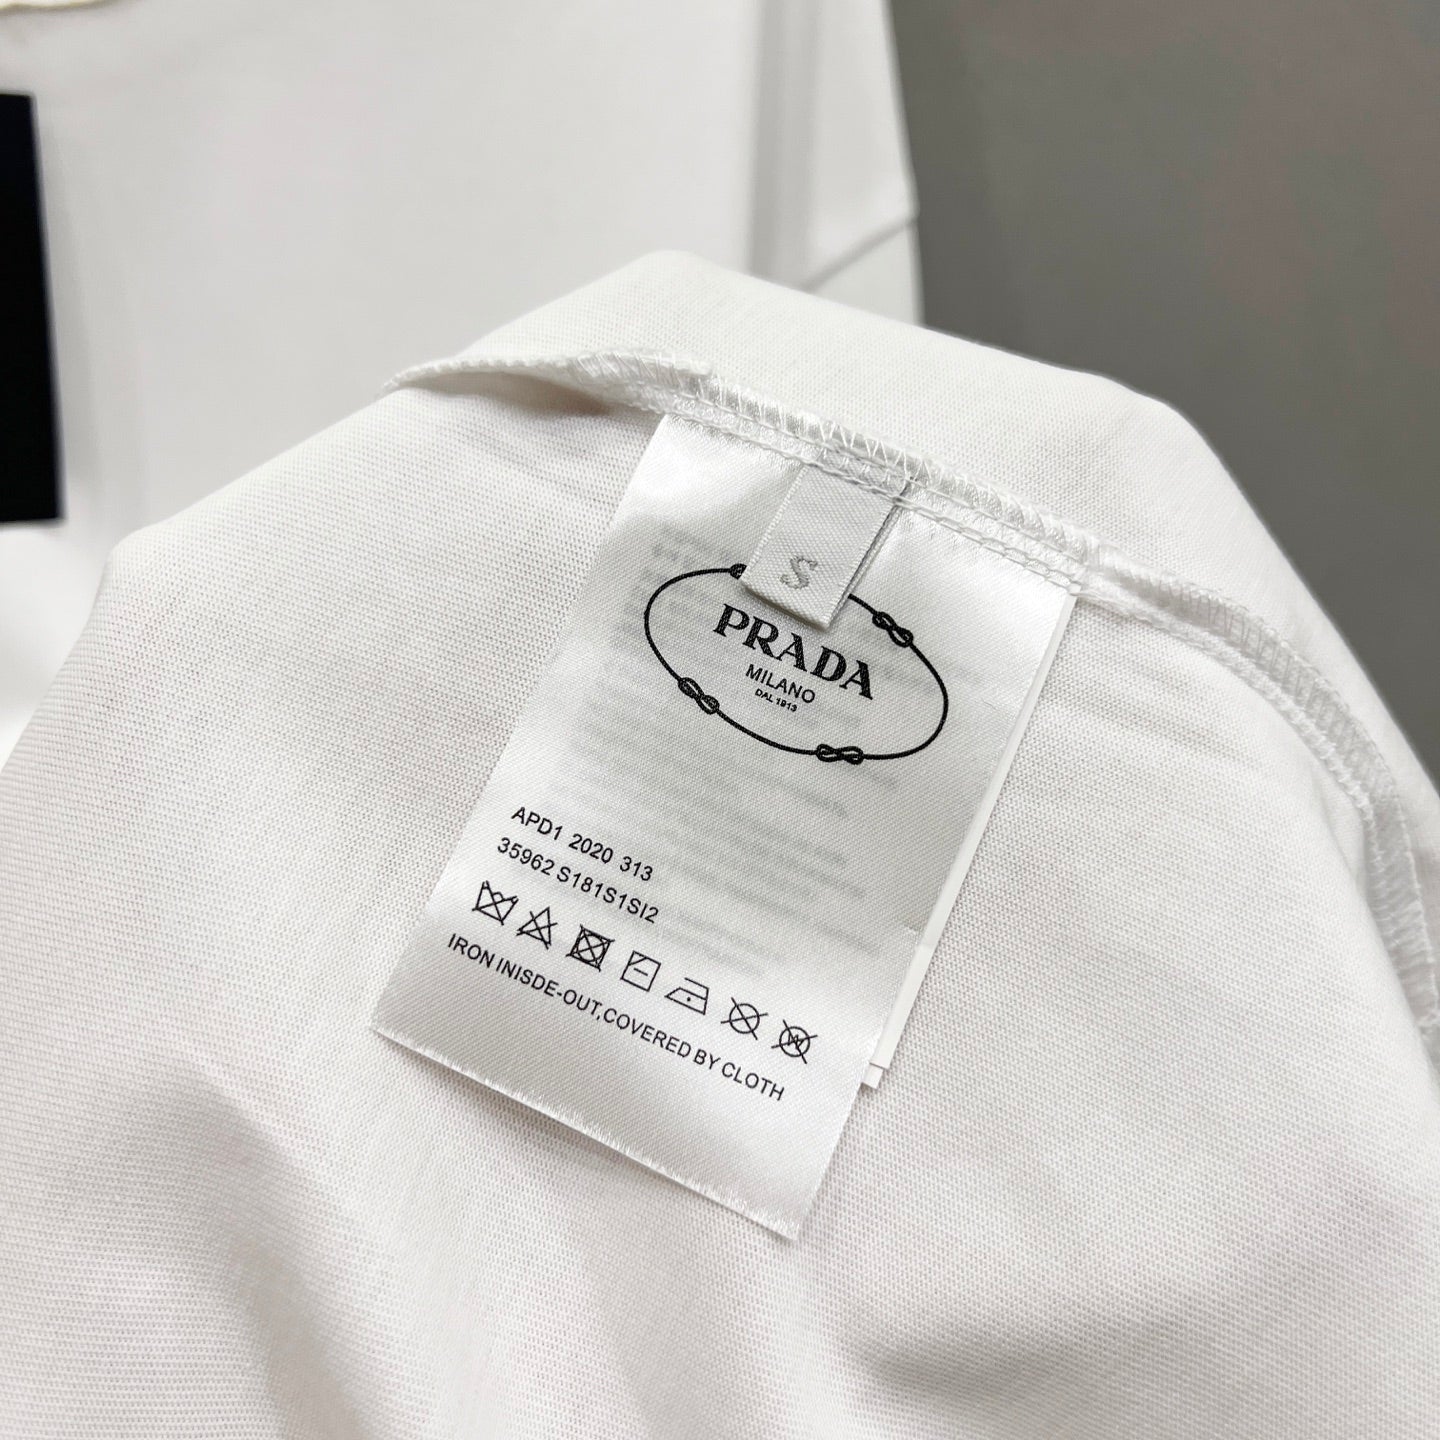 S
PRADA
MILANO
DAL 1913
APD1 2020 313
35962 S181S1SI2
IRON INISDE-OUT,COVERED BY CLOTH